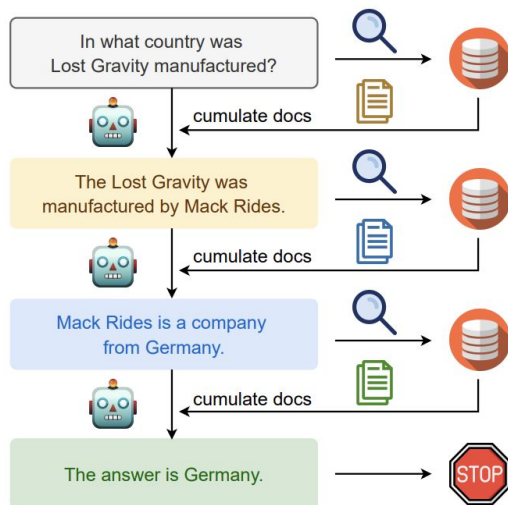 In what country was
Lost Gravity manufactured?
cumulate docs
The Lost Gravity was
manufactured by Mack Rides.
cumulate docs
Mack Rides is a company
from Germany.
cumulate docs
The answer is Germany.
STOP